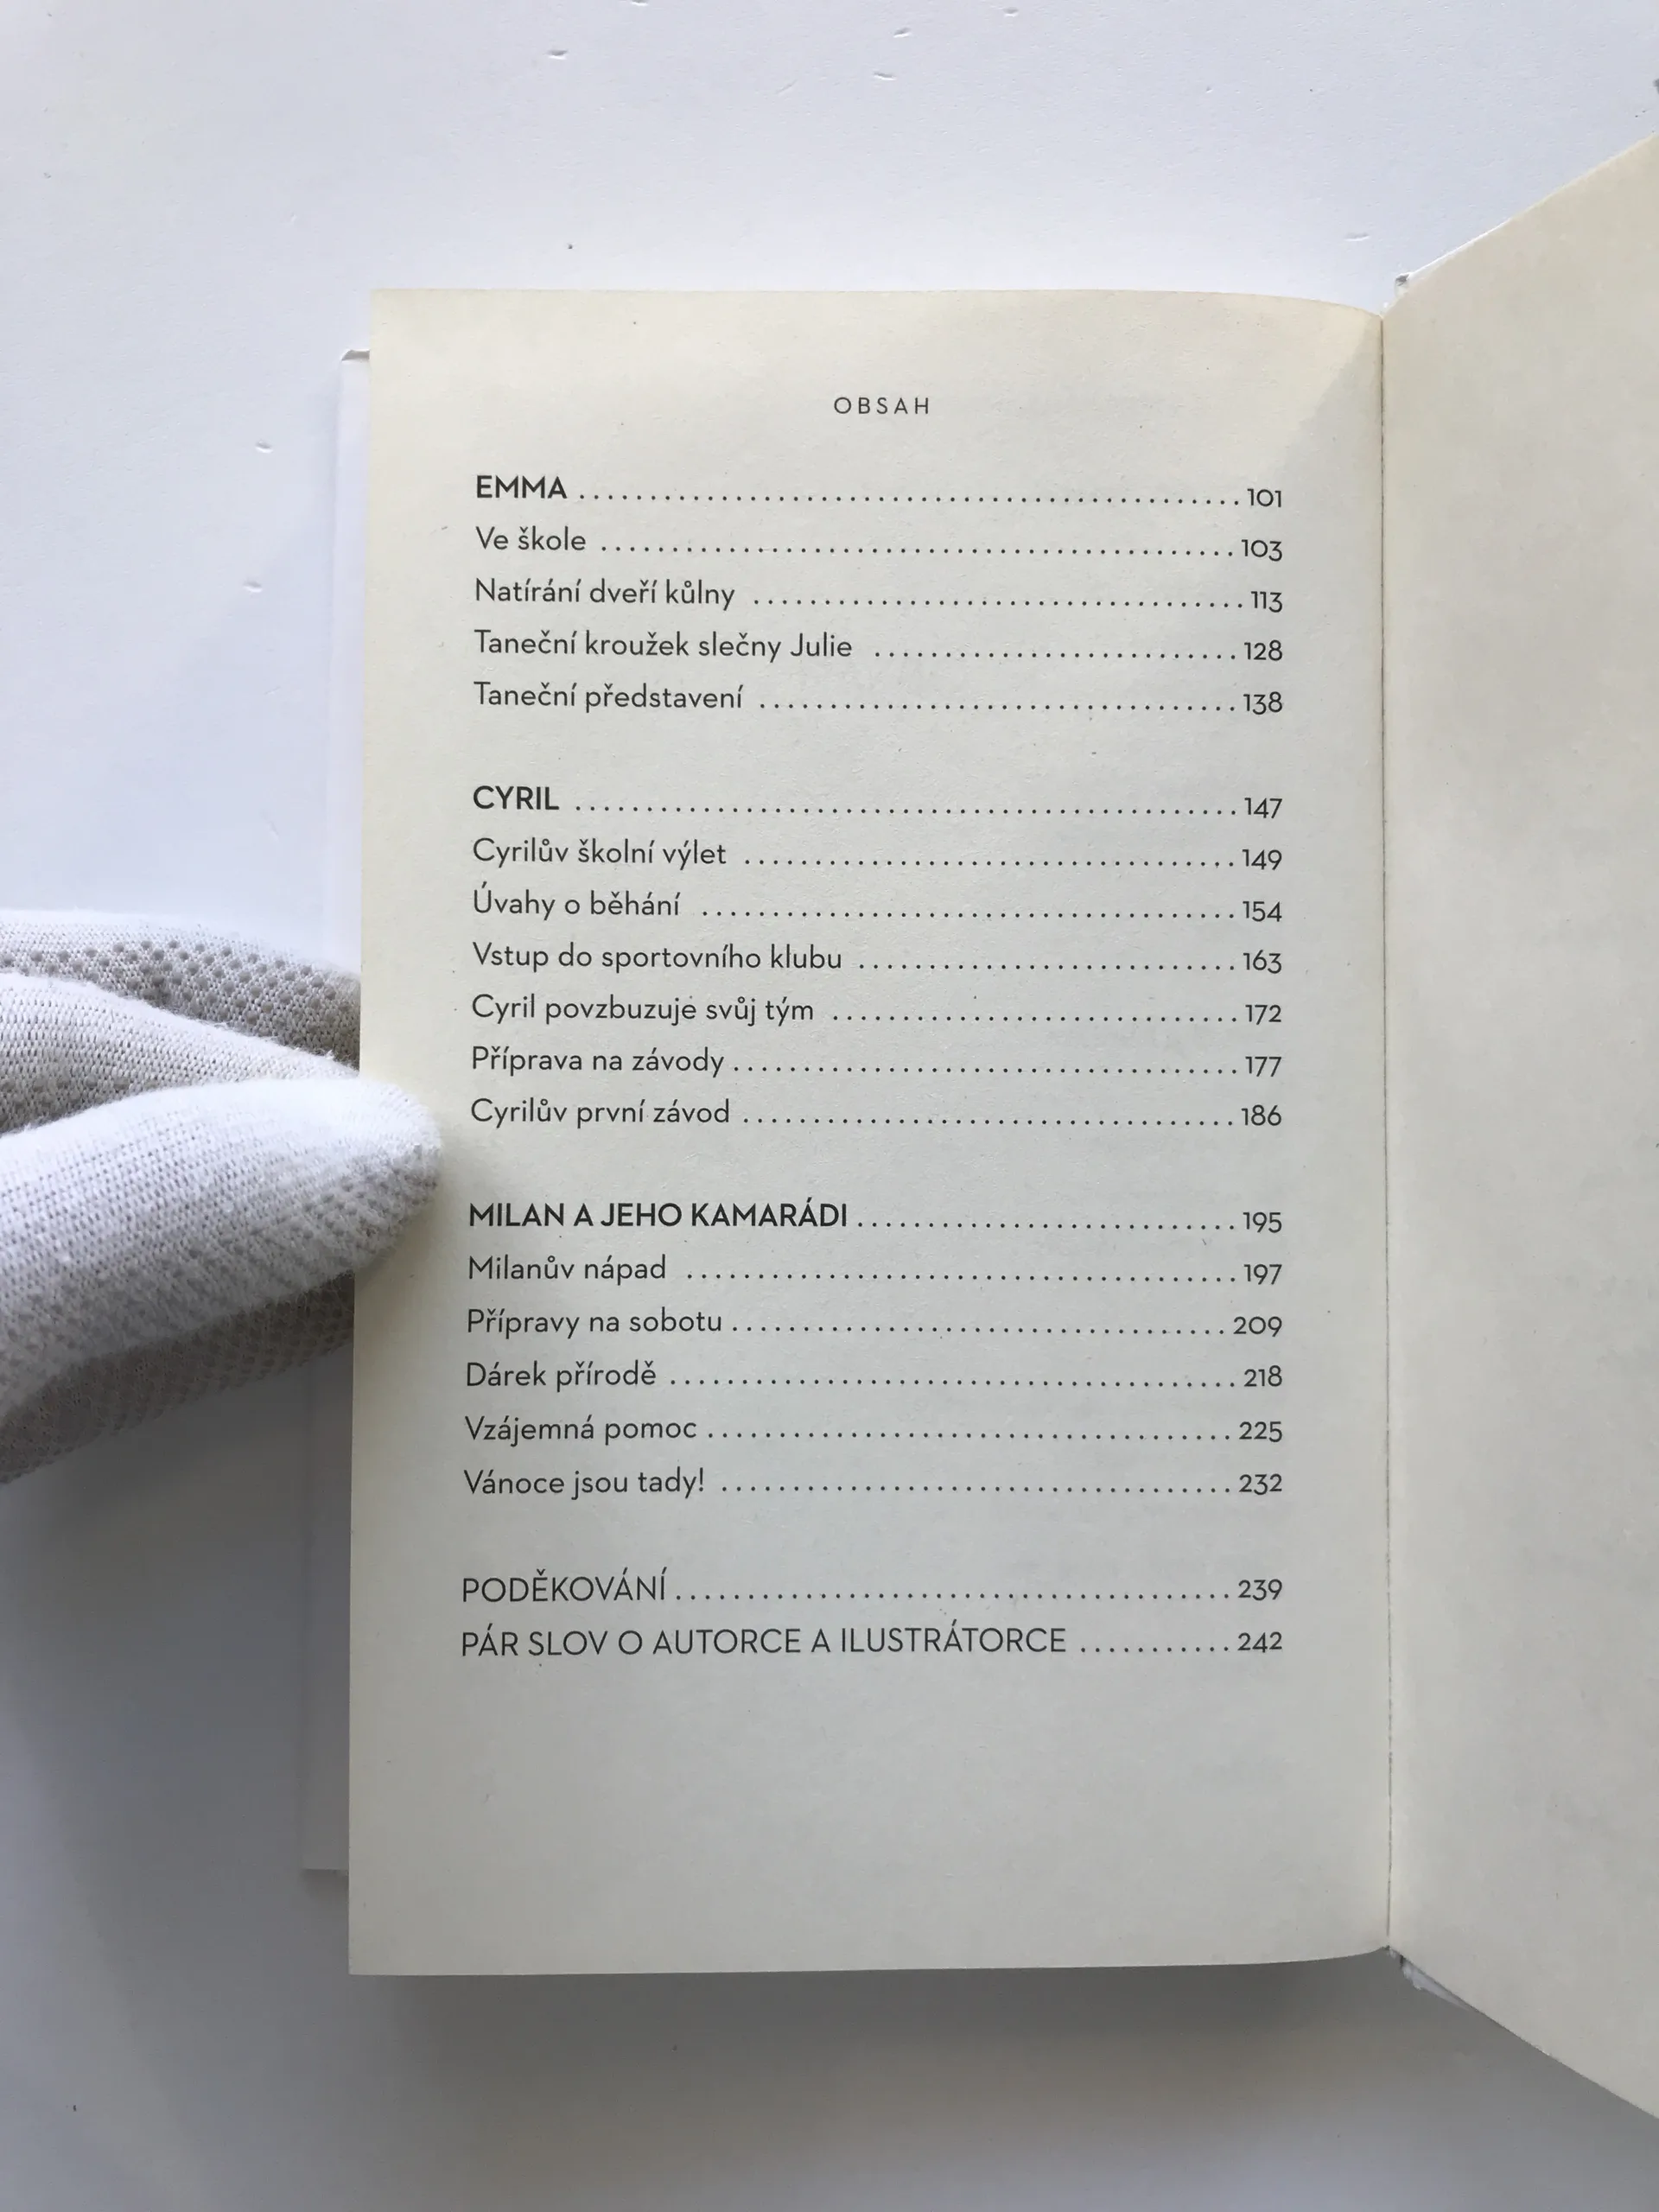 OBSAH
EMMA .......... 101
Ve škole .......... 103
Natírání dveří kůlny .......... 113
Taneční kroužek slečny Julie .......... 128
Taneční představení .......... 138
CYRIL .......... 147
Cyrilův školní výlet .......... 149
Úvahy o běhání .......... 154
Vstup do sportovního klubu .......... 163
Cyril povzbuzuje svůj tým .......... 172
Příprava na závody .......... 177
Cyrilův první závod .......... 186
MILAN A JEHO KAMARÁDI .......... 195
Milanův nápad .......... 197
Přípravy na sobotu .......... 209
Dárek přírodě .......... 218
Vzájemná pomoc .......... 225
Vánoce jsou tady! .......... 232
PODĚKOVÁNÍ .......... 239
PÁR SLOV O AUTORCE A ILUSTRÁTORCE .......... 242